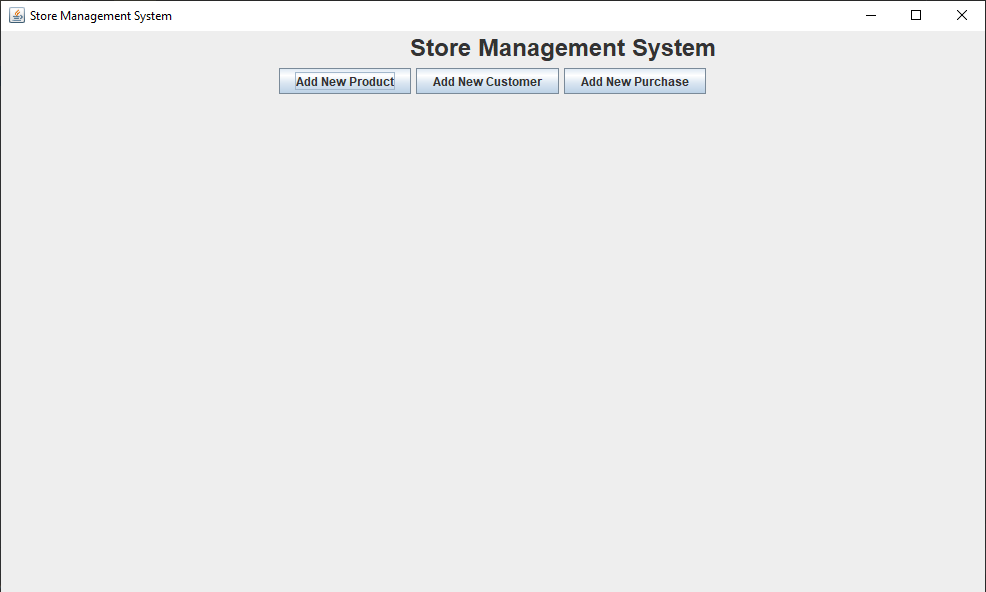 Store Management System
Store Management System
Add New Product Add New Customer Add New Purchase